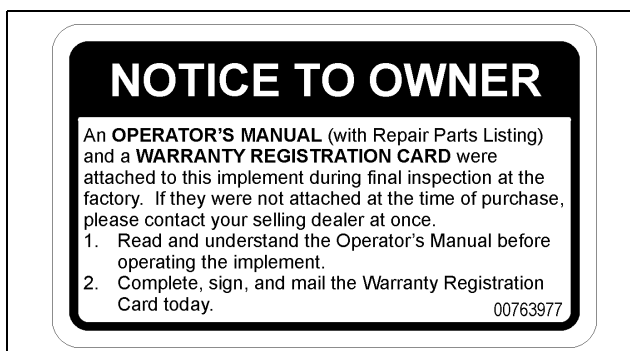 NOTICE TO OWNER
An OPERATOR'S MANUAL (with Repair Parts Listing)
and a WARRANTY REGISTRATION CARD were
attached to this implement during final inspection at the
factory.  If they were not attached at the time of purchase,
please contact your selling dealer at once.
1. Read and understand the Operator's Manual before
operating the implement.
2. Complete, sign, and mail the Warranty Registration
Card today.
00763977